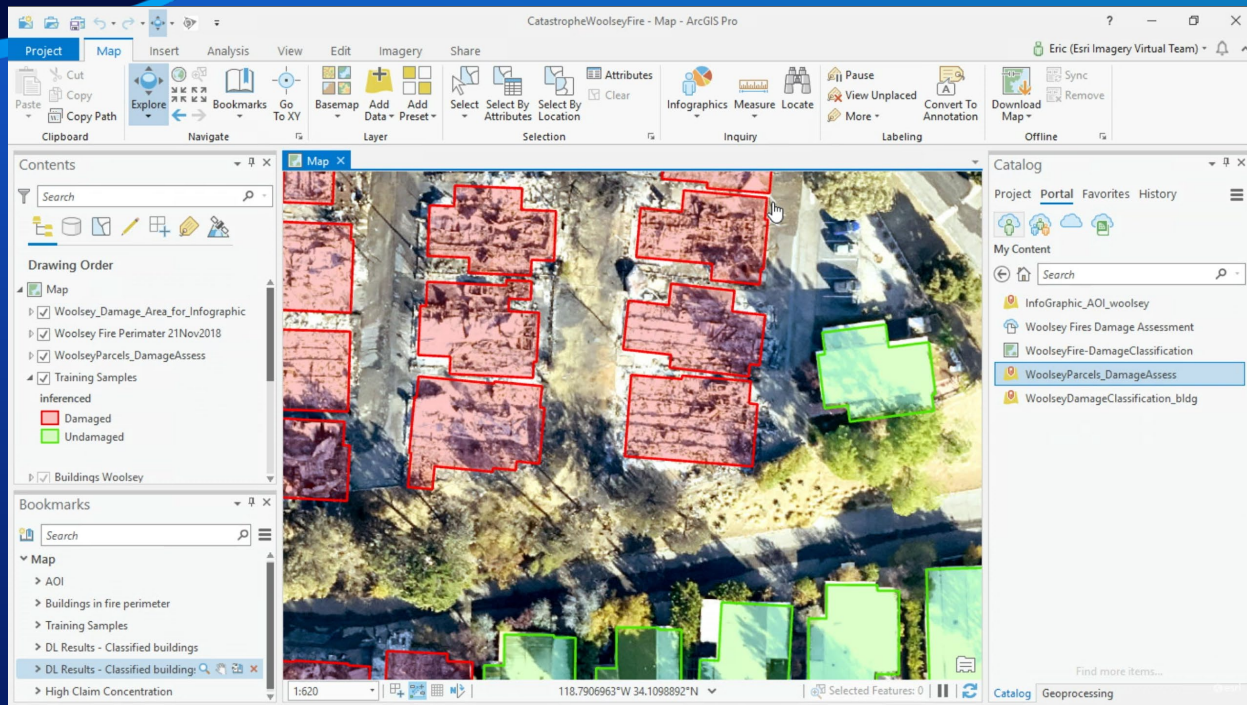 CatastropheWoolseyFire - Map - ArcGIS Pro
Project Map Insert Analysis View Edit Imagery Share
Eric (Esri Imagery Virtual Team)
Paste
Cut
Copy
Copy Path
Clipboard
Explore
Bookmarks
Go To XY
Navigate
Basemap
Add Data
Add Preset
Layer
Select
Select By Attributes
Select By Location
Attributes
Clear
Selection
Infographics
Measure
Locate
Inquiry
Pause
View Unplaced
More
Convert To Annotation
Labeling
Download Map
Sync
Remove
Offline
Contents
Search
Drawing Order
Map
Woolsey_Damage_Area_for_Infographic
Woolsey Fire Perimater 21Nov2018
WoolseyParcels_DamageAssess
Training Samples
inferenced
Damaged
Undamaged
Buildings Woolsey
Bookmarks
Search
Map
AOI
Buildings in fire perimeter
Training Samples
DL Results - Classified buildings
DL Results - Classified building:
High Claim Concentration
Map
1:620
118.7906963°W 34.1098892°N
Selected Features: 0
Catalog
Project Portal Favorites History
My Content
Search
InfoGraphic_AOI_woolsey
Woolsey Fires Damage Assessment
WoolseyFire-DamageClassification
WoolseyParcels_DamageAssess
WoolseyDamageClassification_bldg
Find more items...
Catalog Geoprocessing